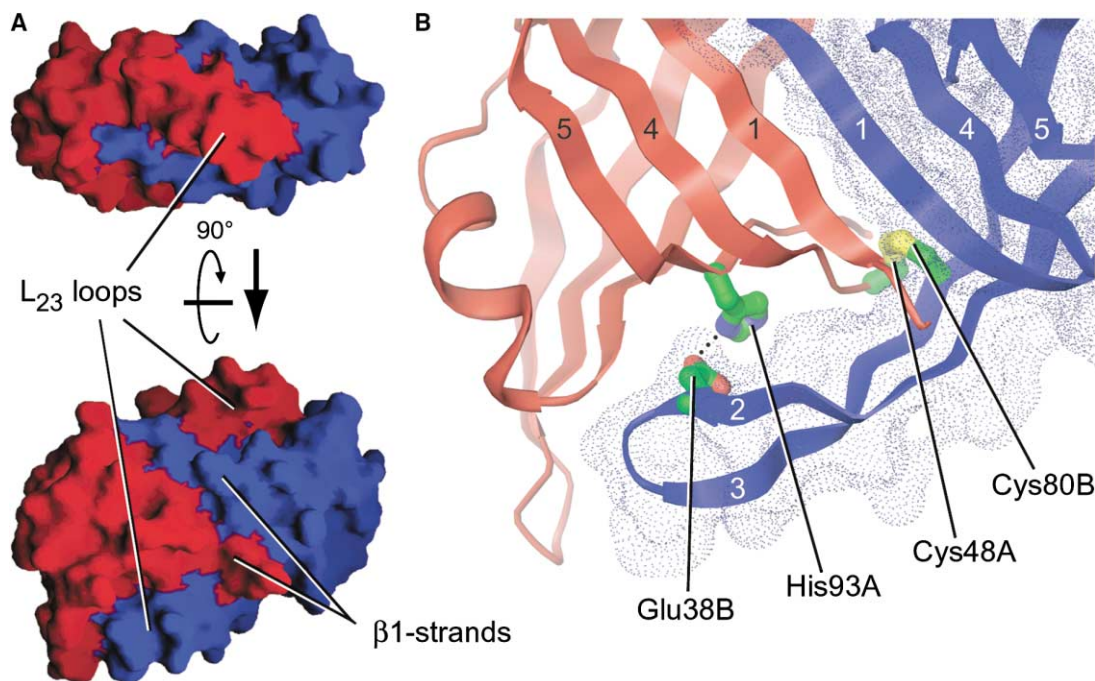 A
90°
L23 loops
β1-strands
B
5
4
1
1
4
5
2
3
Cys80B
Cys48A
His93A
Glu38B